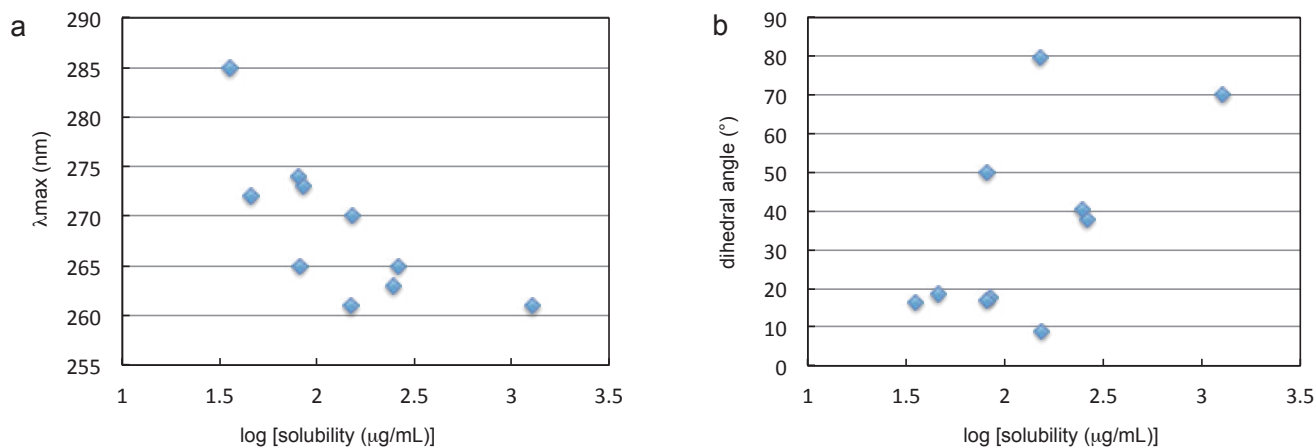 a
290
285
280
275
270
265
260
255
λmax (nm)
1 1.5 2 2.5 3 3.5
log [solubility (μg/mL)]
b
90
80
70
60
50
40
30
20
10
0
dihedral angle (°)
1 1.5 2 2.5 3 3.5
log [solubility (μg/mL)]